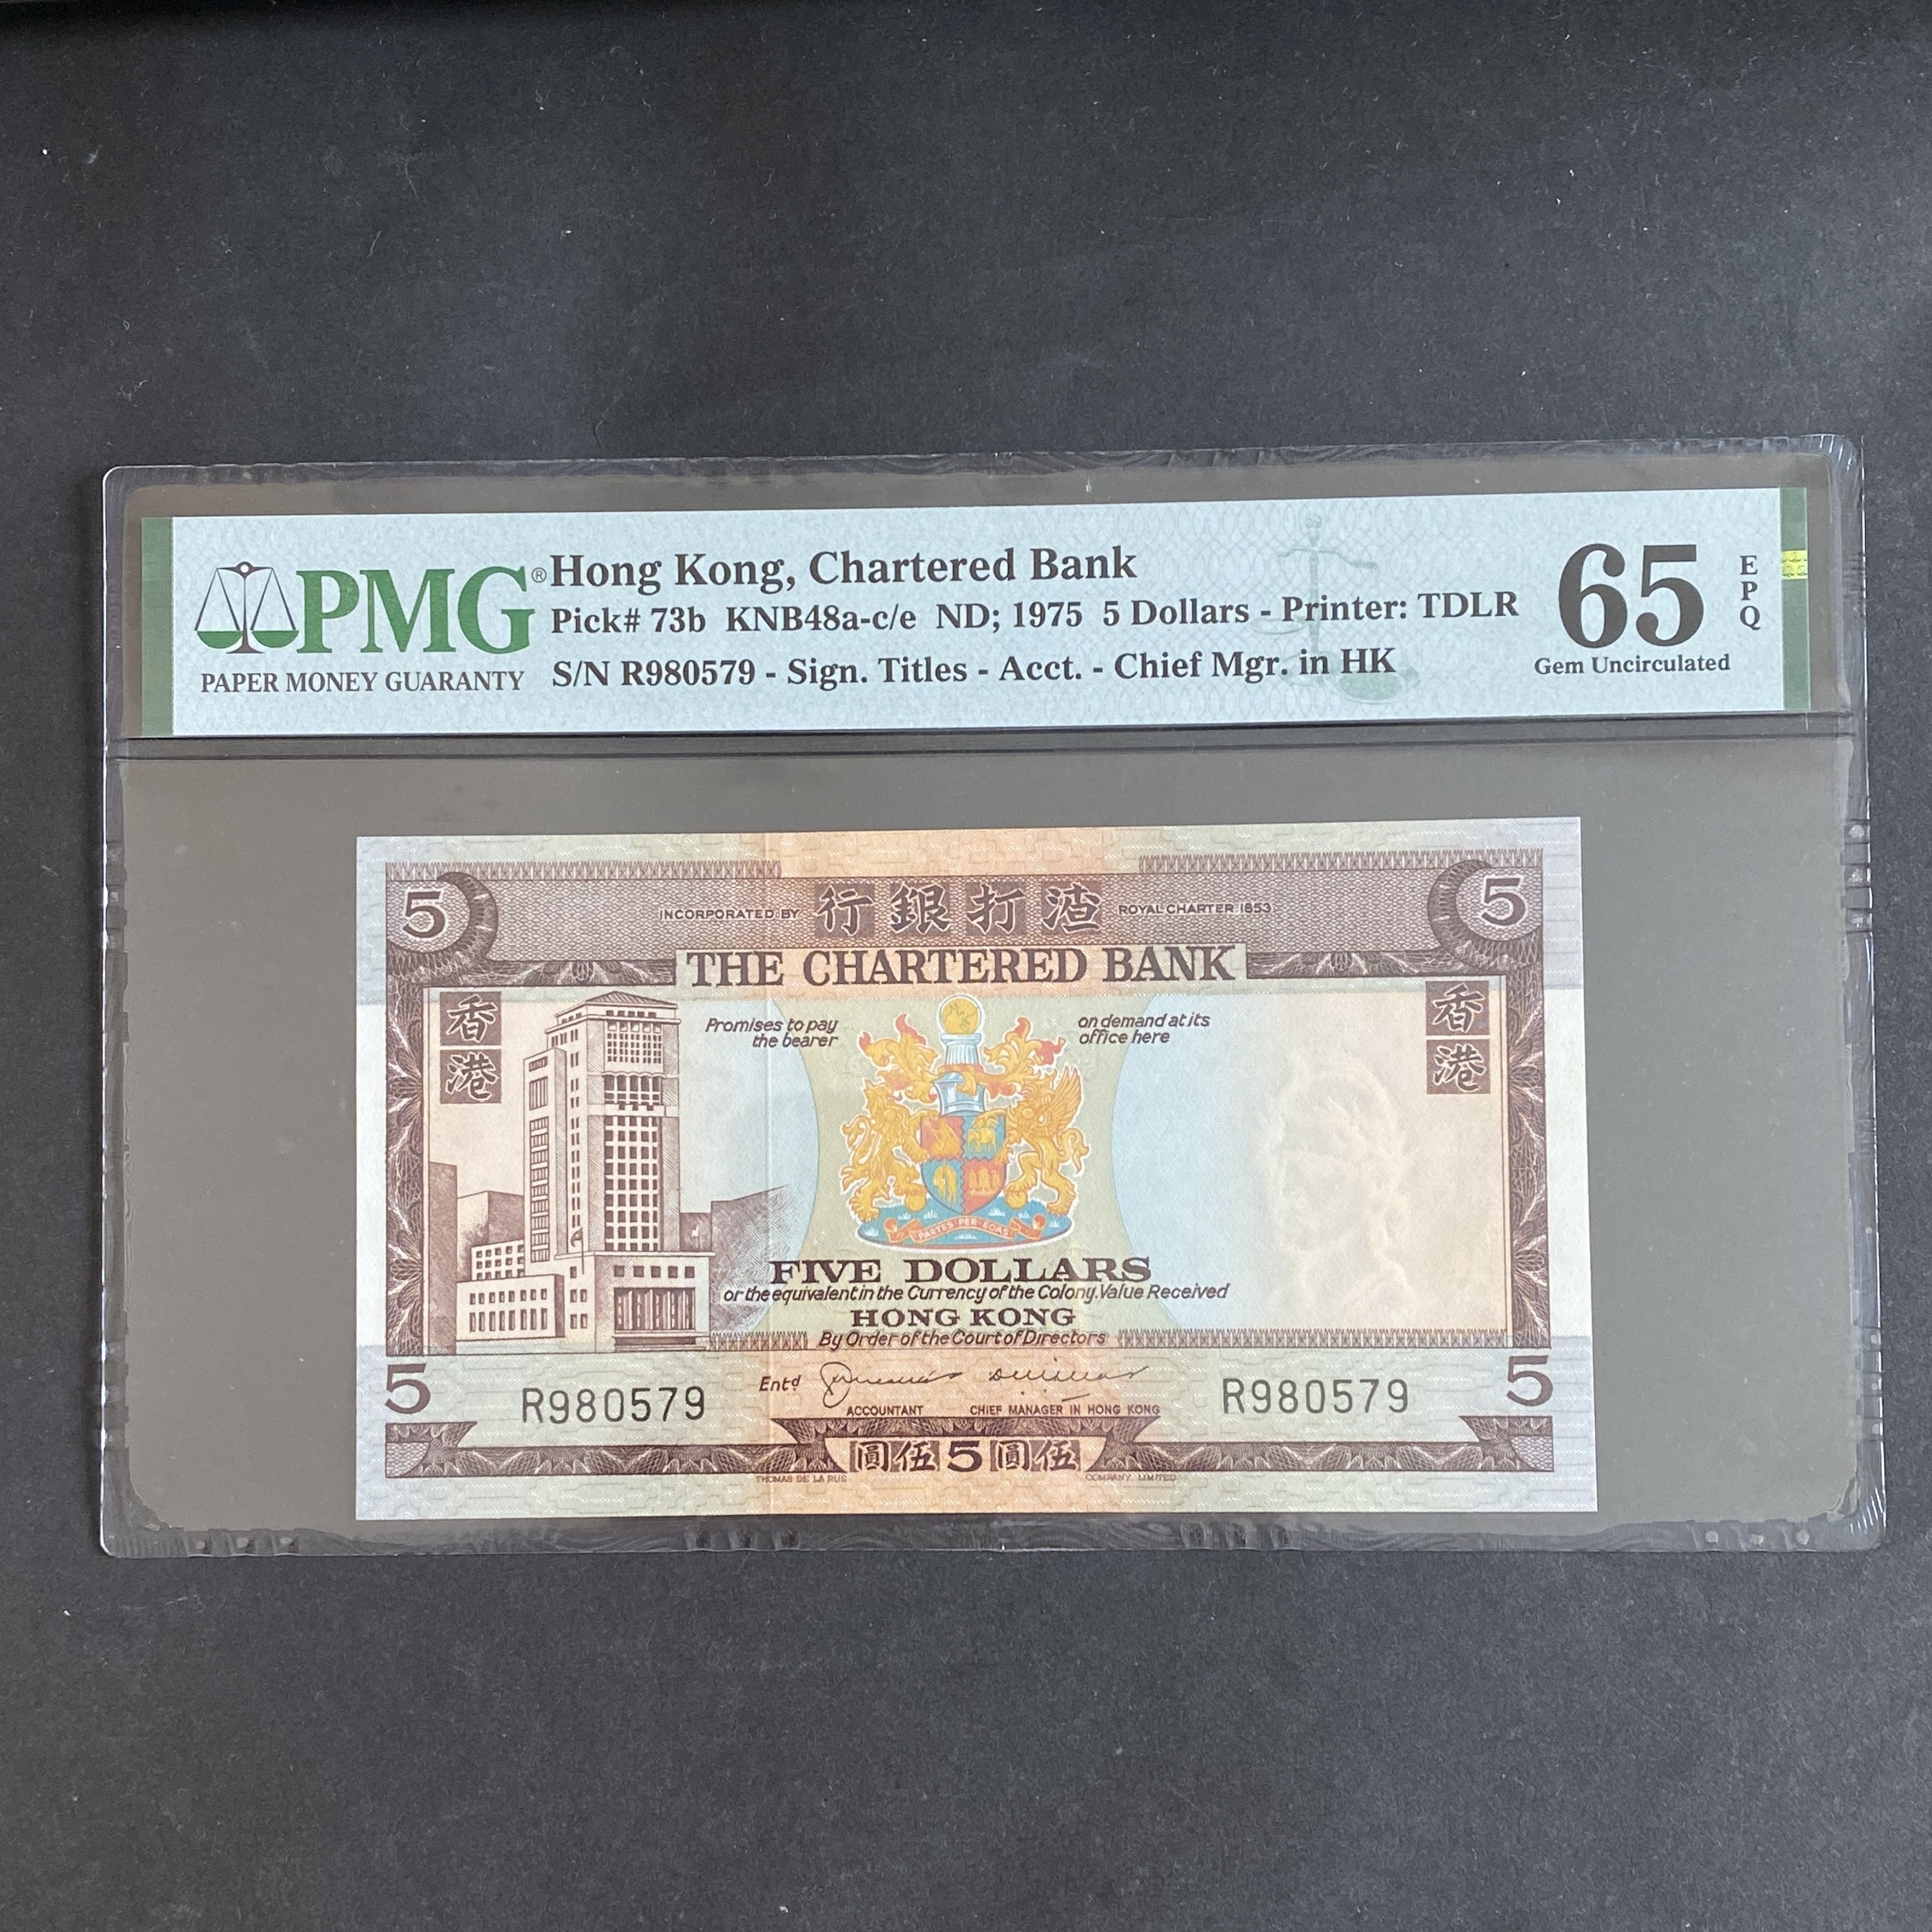 PMG®
PAPER MONEY GUARANTY
Hong Kong, Chartered Bank
Pick# 73b KNB48a-c/e ND; 1975 5 Dollars - Printer: TDLR
S/N R980579 - Sign. Titles - Acct. - Chief Mgr. in HK
65
EPQ
Gem Uncirculated
5
INCORPORATED BY
行銀打渣
ROYAL CHARTER 1853
5
THE CHARTERED BANK
香港
香港
Promises to pay
the bearer
on demand at its
office here
FIVE DOLLARS
or the equivalent in the Currency of the Colony. Value Received
HONG KONG
By Order of the Court of Directors
5
R980579
Entd
ACCOUNTANT
CHIEF MANAGER IN HONG KONG
R980579
5
圓伍5圓伍
THOMAS DE LA RUE
COMPANY LIMITED